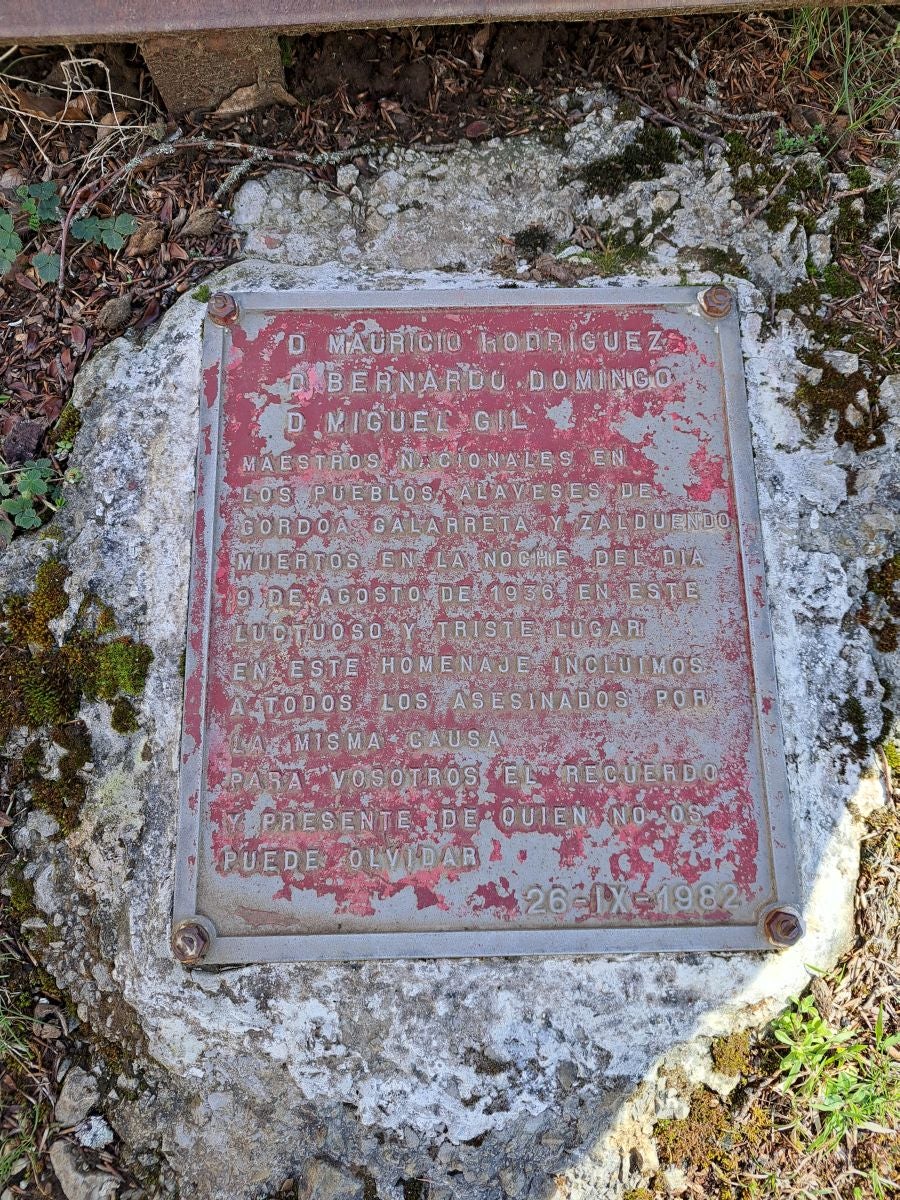 D MAURICIO RODRIGUEZ
D BERNARDO DOMINGO
D MIGUEL GIL
MAESTROS NACIONALES EN
LOS PUEBLOS ALAVESES DE
GORDOA GALARRETA Y ZALDUENDO
MUERTOS EN LA NOCHE DEL DIA
9 DE AGOSTO DE 1936 EN ESTE
LUCTUOSO Y TRISTE LUGAR
EN ESTE HOMENAJE INCLUIMOS
A TODOS LOS ASESINADOS POR
LA MISMA CAUSA
PARA VOSOTROS EL RECUERDO
Y PRESENTE DE QUIEN NO OS
PUEDE OLVIDAR
26-IX-1982